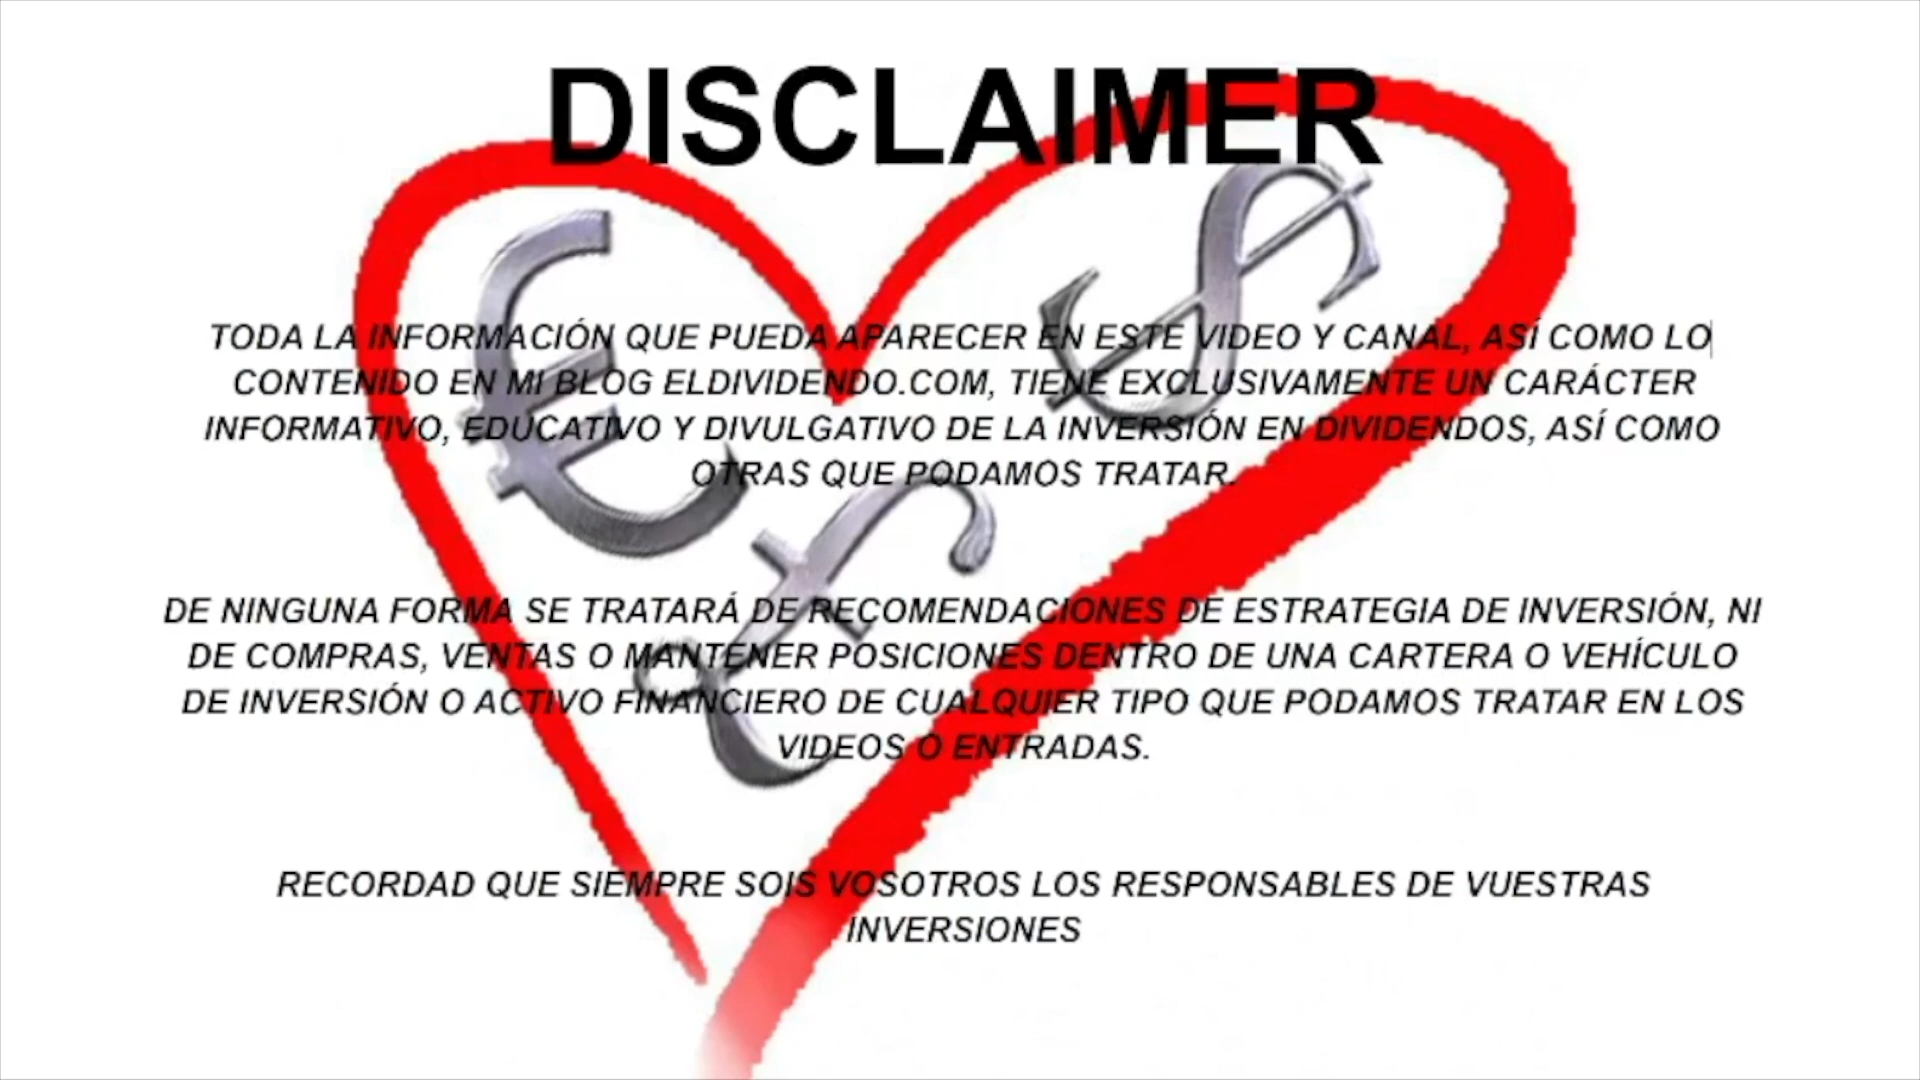 DISCLAIMER
TODA LA INFORMACIÓN QUE PUEDA APARECER EN ESTE VIDEO Y CANAL, ASÍ COMO LO
CONTENIDO EN MI BLOG ELDIVIDENDO.COM, TIENE EXCLUSIVAMENTE UN CARÁCTER
INFORMATIVO, EDUCATIVO Y DIVULGATIVO DE LA INVERSIÓN EN DIVIDENDOS, ASÍ COMO
OTRAS QUE PODAMOS TRATAR.
DE NINGUNA FORMA SE TRATARÁ DE RECOMENDACIONES DE ESTRATEGIA DE INVERSIÓN, NI
DE COMPRAS, VENTAS O MANTENER POSICIONES DENTRO DE UNA CARTERA O VEHÍCULO
DE INVERSIÓN O ACTIVO FINANCIERO DE CUALQUIER TIPO QUE PODAMOS TRATAR EN LOS
VIDEOS O ENTRADAS.
RECORDAD QUE SIEMPRE SOIS VOSOTROS LOS RESPONSABLES DE VUESTRAS
INVERSIONES